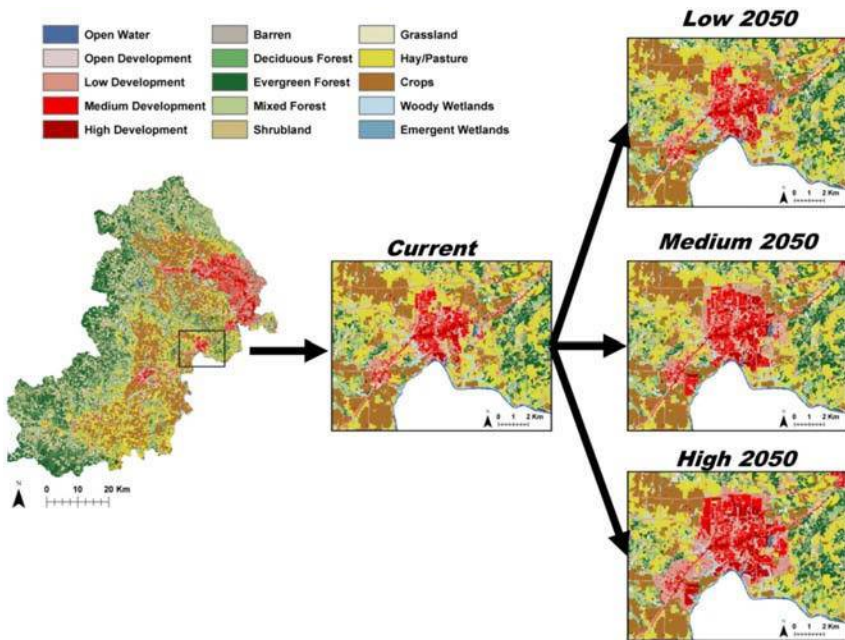 Open Water
Open Development
Low Development
Medium Development
High Development
Barren
Deciduous Forest
Evergreen Forest
Mixed Forest
Shrubland
Grassland
Hay/Pasture
Crops
Woody Wetlands
Emergent Wetlands
Low 2050
N
0 1 2 Km
Current
N
0 1 2 Km
Medium 2050
N
0 1 2 Km
High 2050
N
0 1 2 Km
N
0 10 20 Km